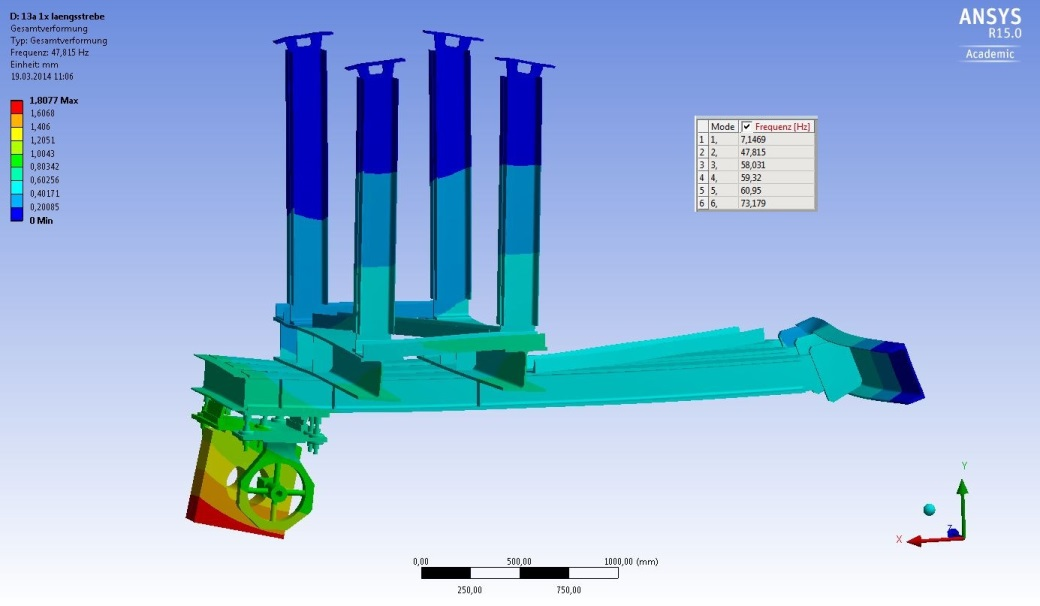 D: 13a 1x laengsstrebe
Gesamtverformung
Typ: Gesamtverformung
Frequenz: 47,815 Hz
Einheit: mm
19.03.2014 11:06
1,8077 Max
1,6068
1,406
1,2051
1,0043
0,80342
0,60256
0,40171
0,20085
0 Min
ANSYS
R15.0
Academic
Mode Frequenz [Hz]
1 1, 7,1469
2 2, 47,815
3 3, 58,031
4 4, 59,32
5 5, 60,95
6 6, 73,179
Y
Z
X
0,00 500,00 1000,00 (mm)
250,00 750,00